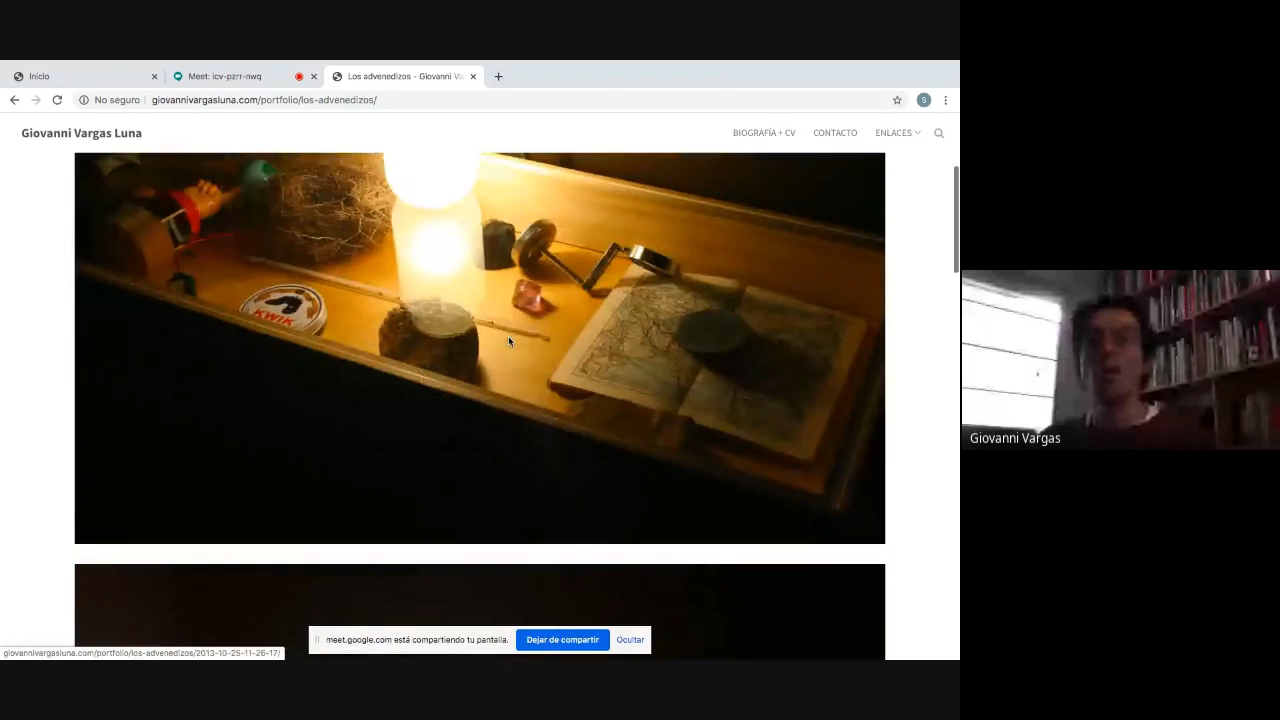 Inicio
Meet: icv-pzrr-nwq
Los advenedizos - Giovanni Va
No seguro
giovannivargasluna.com/portfolio/los-advenedizos/
S
Giovanni Vargas Luna
BIOGRAFÍA + CV
CONTACTO
ENLACES
KWIK
Giovanni Vargas
meet.google.com está compartiendo tu pantalla.
Dejar de compartir
Ocultar
giovannivargasluna.com/portfolio/los-advenedizos/2013-10-25-11-26-17/